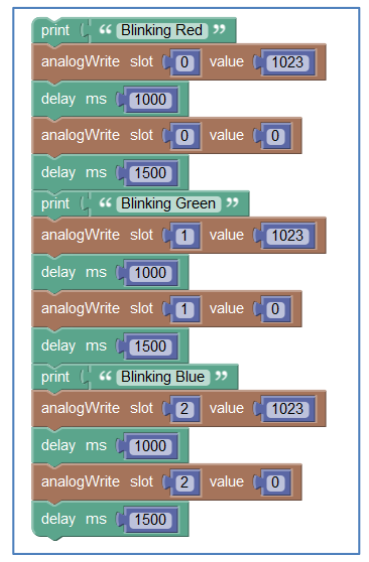 print “ Blinking Red ”
analogWrite slot 0 value 1023
delay ms 1000
analogWrite slot 0 value 0
delay ms 1500
print “ Blinking Green ”
analogWrite slot 1 value 1023
delay ms 1000
analogWrite slot 1 value 0
delay ms 1500
print “ Blinking Blue ”
analogWrite slot 2 value 1023
delay ms 1000
analogWrite slot 2 value 0
delay ms 1500